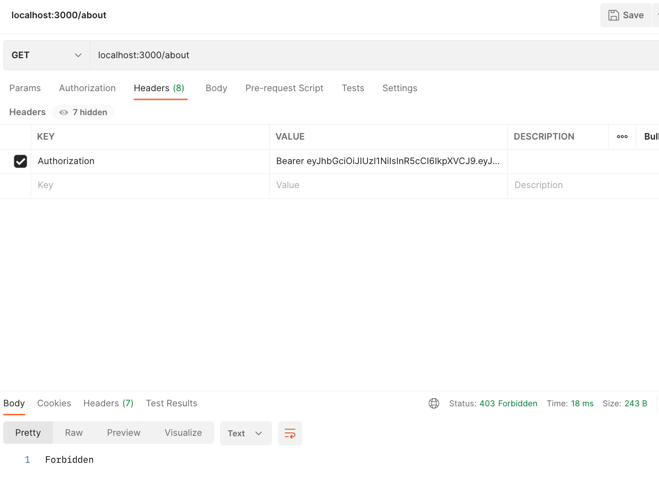 localhost:3000/about
Save
GET localhost:3000/about
Params Authorization Headers (8) Body Pre-request Script Tests Settings
Headers 7 hidden
KEY VALUE DESCRIPTION ooo Bul
Authorization Bearer eyJhbGciOiJIUzI1NiIsInR5cCI6IkpXVCJ9.eyJ...
Key Value Description
Body Cookies Headers (7) Test Results Status: 403 Forbidden Time: 18 ms Size: 243 B
Pretty Raw Preview Visualize Text
1 Forbidden